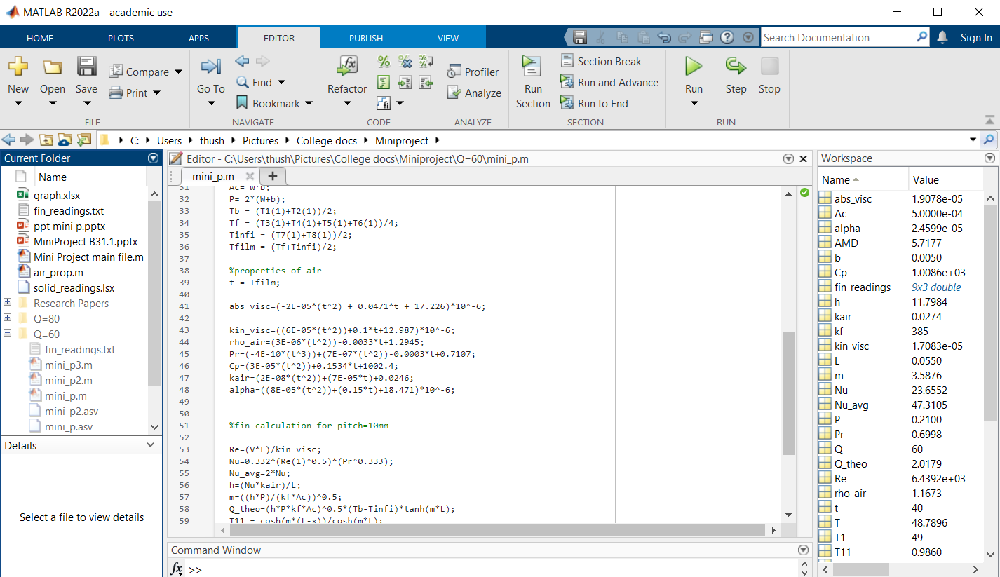 MATLAB R2022a - academic use
HOME PLOTS APPS EDITOR PUBLISH VIEW
Search Documentation
Sign In
New
Open
Save
Compare
Print
FILE
Go To
Find
Bookmark
NAVIGATE
Refactor
CODE
Profiler
Analyze
ANALYZE
Run Section
Section Break
Run and Advance
Run to End
SECTION
Run
Step
Stop
RUN
C: Users thush Pictures College docs Miniproject
Current Folder
Name
graph.xlsx
fin_readings.txt
ppt mini p.pptx
MiniProject B31.1.pptx
Mini Project main file.m
air_prop.m
solid_readings.lsx
Research Papers
Q=80
Q=60
fin_readings.txt
mini_p3.m
mini_p2.m
mini_p.m
mini_p2.asv
mini_p.asv
Details
Select a file to view details
Editor - C:\Users\thush\Pictures\College docs\Miniproject\Q=60\mini_p.m
mini_p.m
31 Ac= W*b;
32 P= 2*(W+b);
33 Tb = (T1(1)+T2(1))/2;
34 Tf = (T3(1)+T4(1)+T5(1)+T6(1))/4;
35 Tinfi = (T7(1)+T8(1))/2;
36 Tfilm = (Tf+Tinfi)/2;
37
38 %properties of air
39 t = Tfilm;
40
41 abs_visc=(-2E-05*(t^2) + 0.0471*t + 17.226)*10^-6;
42
43 kin_visc=((6E-05*(t^2))+0.1*t+12.987)*10^-6;
44 rho_air=(3E-06*(t^2))-0.0033*t+1.2945;
45 Pr=(-4E-10*(t^3))+(7E-07*(t^2))-0.0003*t+0.7107;
46 Cp=(3E-05*(t^2))+0.1534*t+1002.4;
47 kair=(2E-08*(t^2))+(7E-05*t)+0.0246;
48 alpha=((8E-05*(t^2))+(0.15*t)+18.471)*10^-6;
49
50
51 %fin calculation for pitch=10mm
52
53 Re=(V*L)/kin_visc;
54 Nu=0.332*(Re(1)^0.5)*(Pr^0.333);
55 Nu_avg=2*Nu;
56 h=(Nu*kair)/L;
57 m=((h*P)/(kf*Ac))^0.5;
58 Q_theo=(h*P*kf*Ac)^0.5*(Tb-Tinfi)*tanh(m*L);
59 T11 = cosh(m*(L-x))/cosh(m*L);
Command Window
fx >>
Workspace
Name Value
abs_visc 1.9078e-05
Ac 5.0000e-04
alpha 2.4599e-05
AMD 5.7177
b 0.0050
Cp 1.0086e+03
fin_readings 9x3 double
h 11.7984
kair 0.0274
kf 385
kin_visc 1.7083e-05
L 0.0550
m 3.5876
Nu 23.6552
Nu_avg 47.3105
P 0.2100
Pr 0.6998
Q 60
Q_theo 2.0179
Re 6.4392e+03
rho_air 1.1673
t 40
T 48.7896
T1 49
T11 0.9860